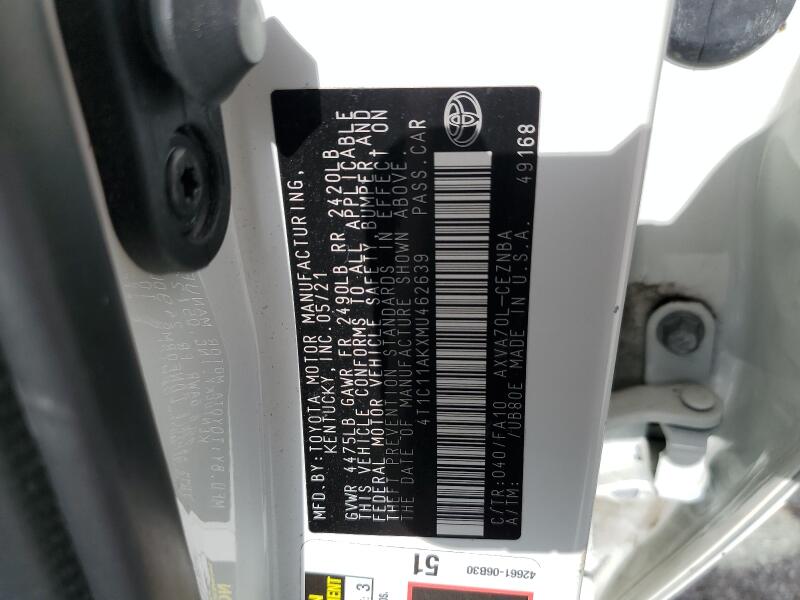 MFD.BY:TOYOTA MOTOR MANUFACTURING,
KENTUCKY, INC. 05/21
GVWR 4475LB GAWR FR 2490LB RR 2420LB
THIS VEHICLE CONFORMS TO ALL APPLICABLE
FEDERAL MOTOR VEHICLE SAFETY, BUMPER, AND
THEFT PREVENTION STANDARDS IN EFFECT ON
THE DATE OF MANUFACTURE SHOWN ABOVE.
4T1C11AKXMU462639 PASS.CAR
C/TR:040/FA10 AXVA70L-CEZNBA
A/TM: /UB80E MADE IN U.S.A. 49168
42661-06B30
51
3